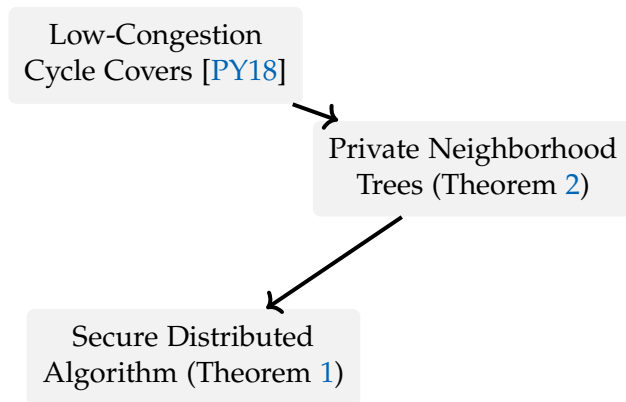 Low-Congestion
Cycle Covers [PY18]
Private Neighborhood
Trees (Theorem 2)
Secure Distributed
Algorithm (Theorem 1)